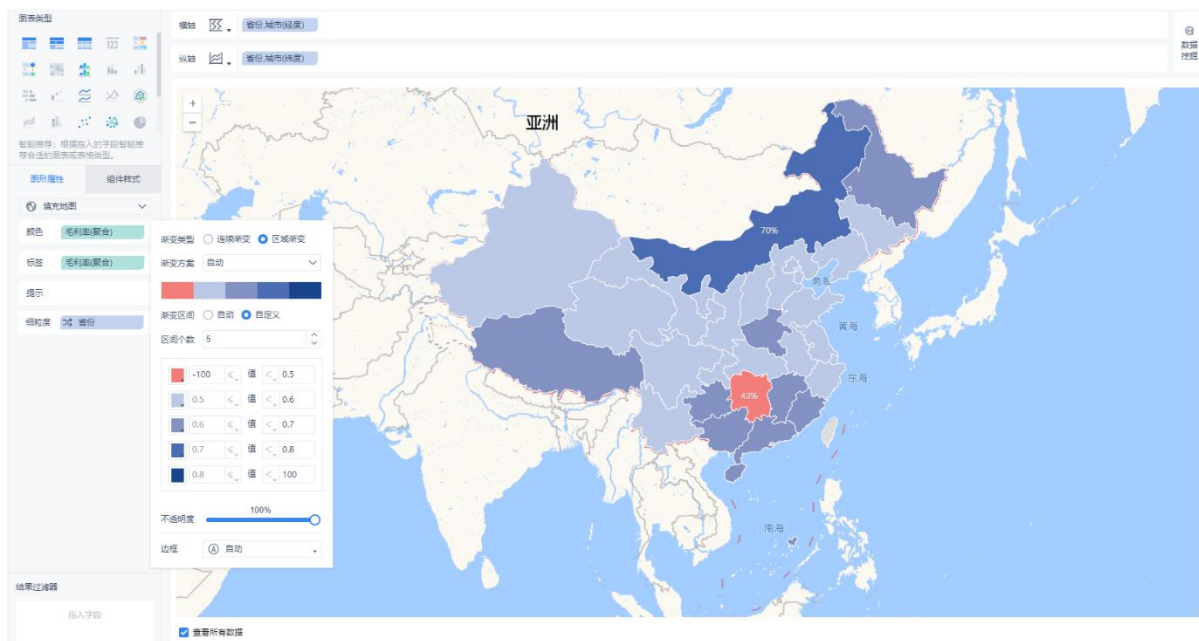 图表类型
横轴
省份,城市(经度)
数据
挖掘
纵轴
省份,城市(纬度)
123
智能推荐：根据拖入的字段智能推
荐合适的图表或表格类型。
图形属性
组件样式
填充地图
颜色
毛利率(聚合)
标签
毛利率(聚合)
提示
细粒度
省份
渐变类型
连续渐变
区域渐变
渐变方案
自动
渐变区间
自动
自定义
区间个数
5
-100 ≤ 值 < 0.5
0.5 ≤ 值 < 0.6
0.6 ≤ 值 < 0.7
0.7 ≤ 值 < 0.8
0.8 ≤ 值 < 100
100%
不透明度
边框
自动
+
−
亚洲
70%
渤海
黄海
东海
43%
南海
结果过滤器
拖入字段
查看所有数据